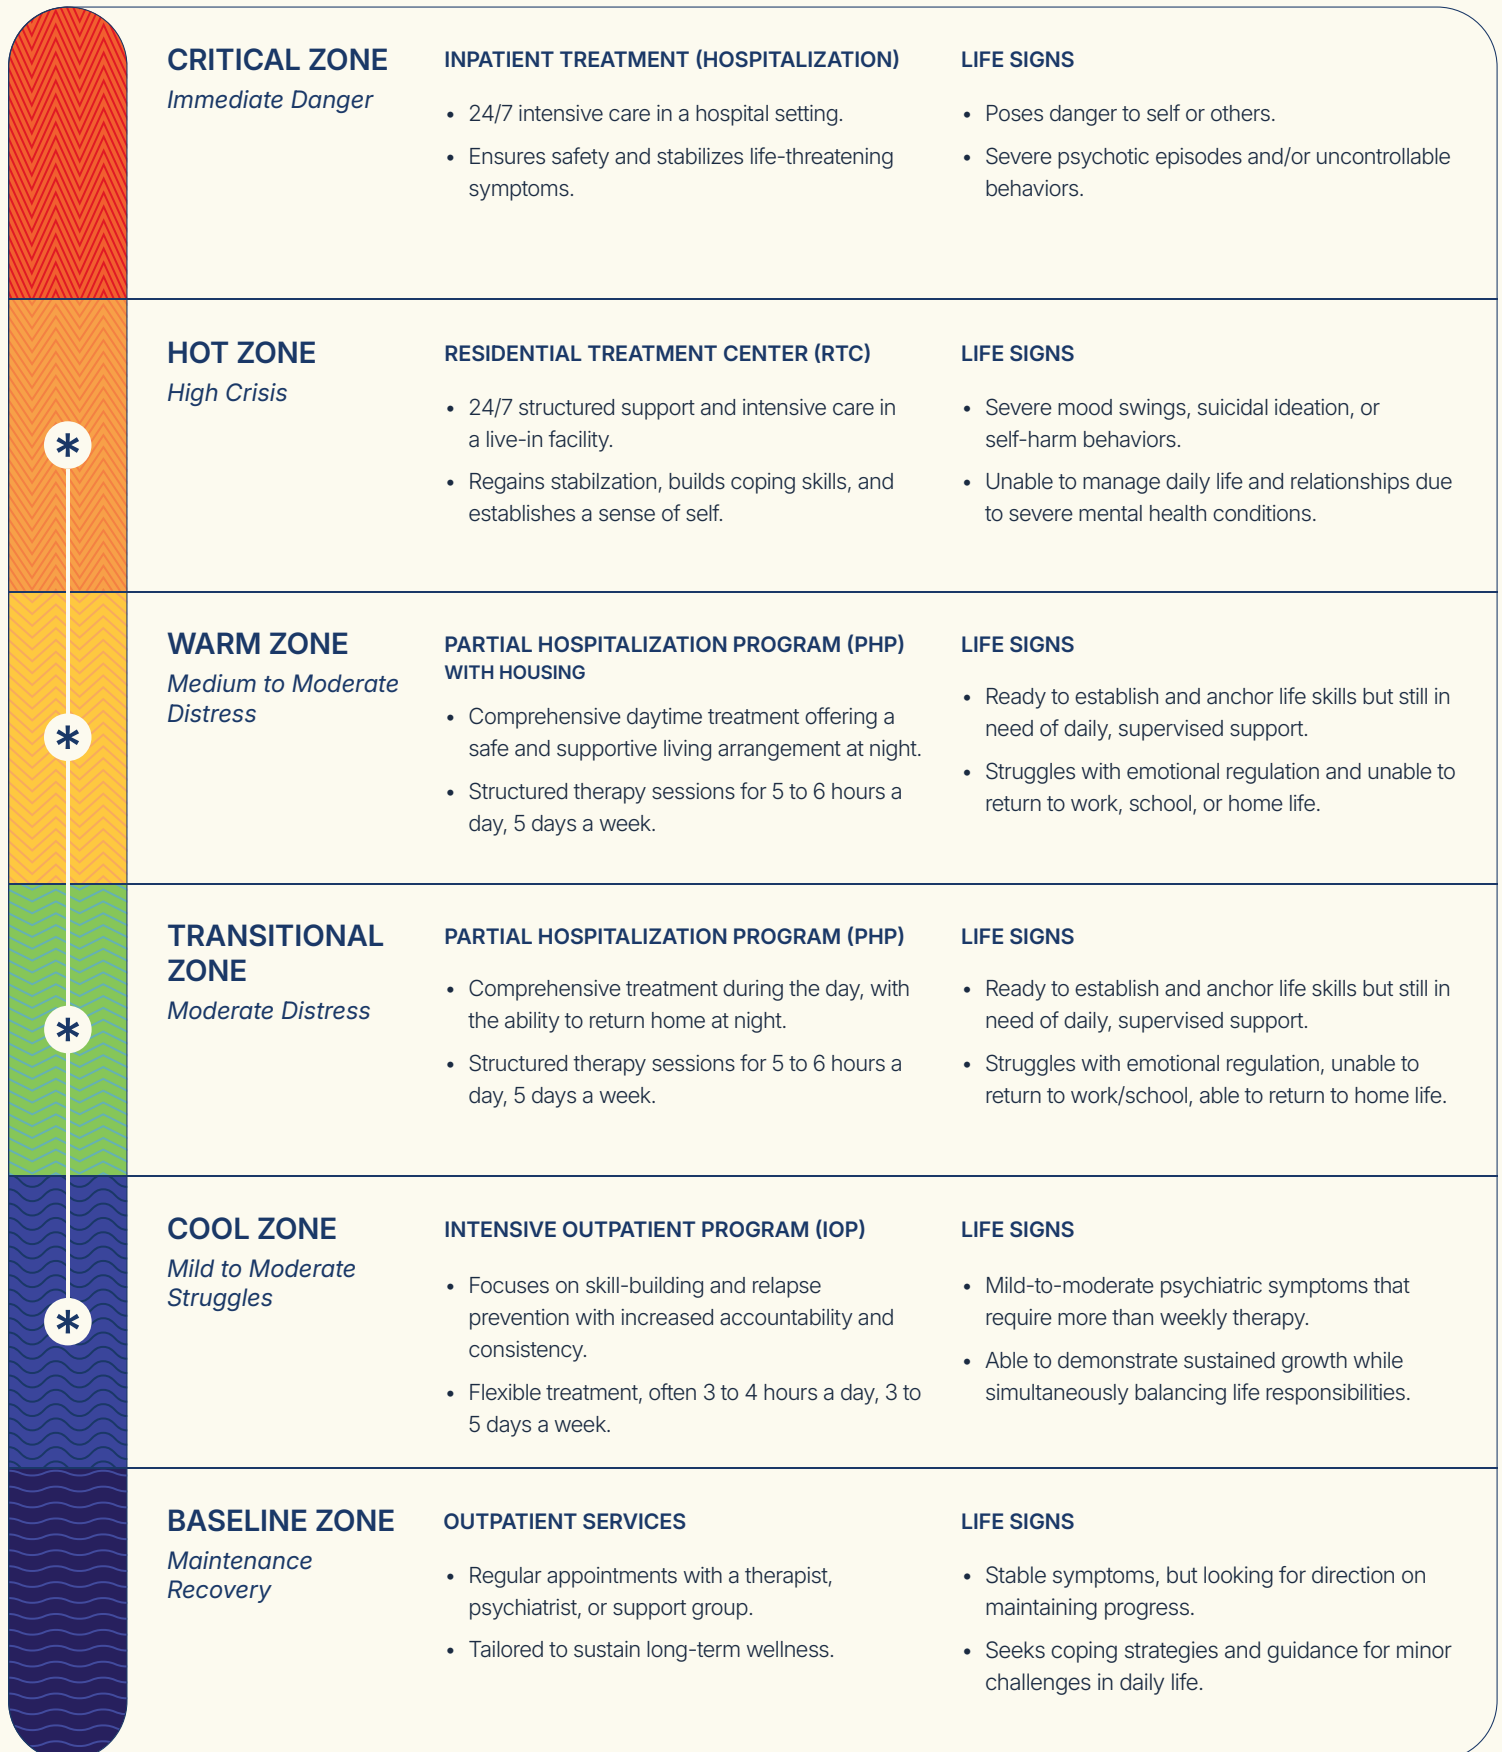 CRITICAL ZONE
Immediate Danger
INPATIENT TREATMENT (HOSPITALIZATION)
• 24/7 intensive care in a hospital setting.
• Ensures safety and stabilizes life-threatening
symptoms.
LIFE SIGNS
• Poses danger to self or others.
• Severe psychotic episodes and/or uncontrollable
behaviors.
HOT ZONE
High Crisis
RESIDENTIAL TREATMENT CENTER (RTC)
• 24/7 structured support and intensive care in
a live-in facility.
• Regains stabilzation, builds coping skills, and
establishes a sense of self.
LIFE SIGNS
• Severe mood swings, suicidal ideation, or
self-harm behaviors.
• Unable to manage daily life and relationships due
to severe mental health conditions.
*
WARM ZONE
Medium to Moderate
Distress
PARTIAL HOSPITALIZATION PROGRAM (PHP)
WITH HOUSING
• Comprehensive daytime treatment offering a
safe and supportive living arrangement at night.
• Structured therapy sessions for 5 to 6 hours a
day, 5 days a week.
LIFE SIGNS
• Ready to establish and anchor life skills but still in
need of daily, supervised support.
• Struggles with emotional regulation and unable to
return to work, school, or home life.
*
TRANSITIONAL
ZONE
Moderate Distress
PARTIAL HOSPITALIZATION PROGRAM (PHP)
• Comprehensive treatment during the day, with
the ability to return home at night.
• Structured therapy sessions for 5 to 6 hours a
day, 5 days a week.
LIFE SIGNS
• Ready to establish and anchor life skills but still in
need of daily, supervised support.
• Struggles with emotional regulation, unable to
return to work/school, able to return to home life.
*
COOL ZONE
Mild to Moderate
Struggles
INTENSIVE OUTPATIENT PROGRAM (IOP)
• Focuses on skill-building and relapse
prevention with increased accountability and
consistency.
• Flexible treatment, often 3 to 4 hours a day, 3 to
5 days a week.
LIFE SIGNS
• Mild-to-moderate psychiatric symptoms that
require more than weekly therapy.
• Able to demonstrate sustained growth while
simultaneously balancing life responsibilities.
*
BASELINE ZONE
Maintenance
Recovery
OUTPATIENT SERVICES
• Regular appointments with a therapist,
psychiatrist, or support group.
• Tailored to sustain long-term wellness.
LIFE SIGNS
• Stable symptoms, but looking for direction on
maintaining progress.
• Seeks coping strategies and guidance for minor
challenges in daily life.